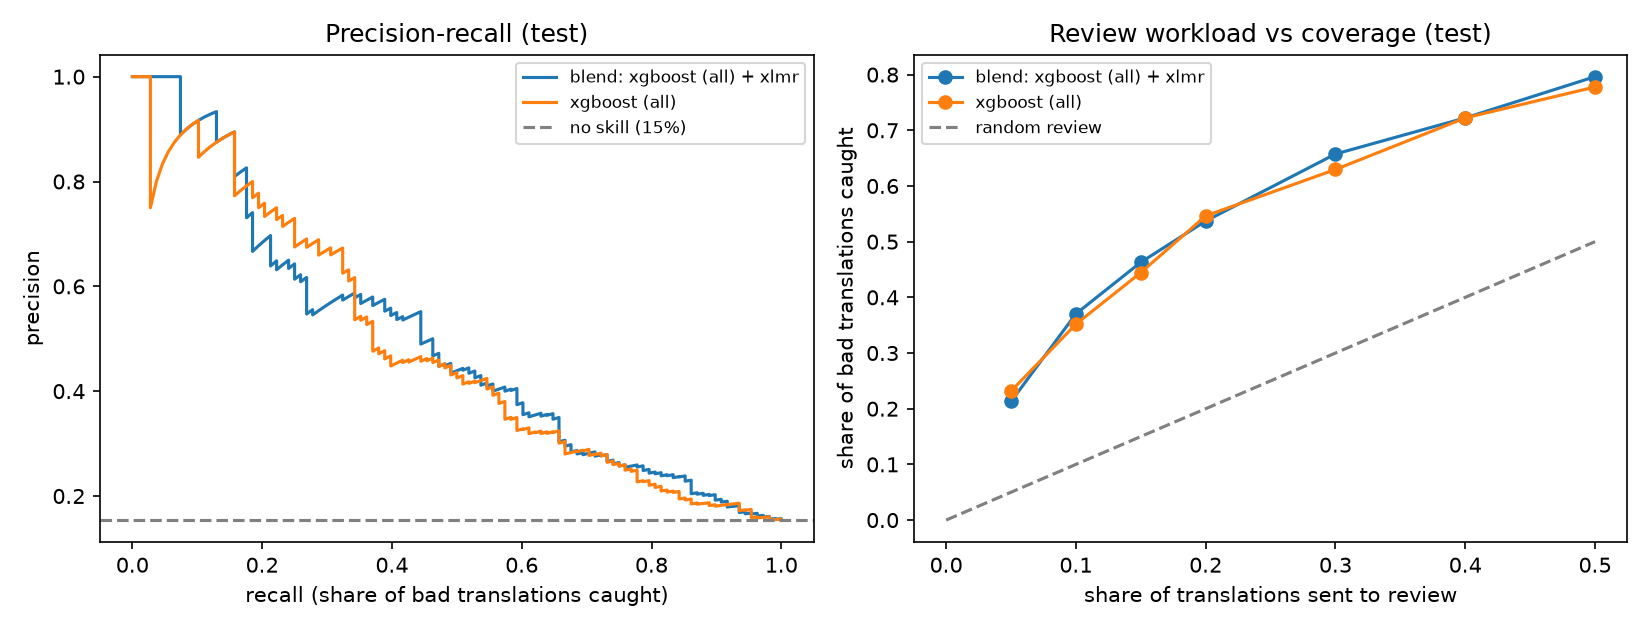 Precision-recall (test)
1.0
0.8
0.6
0.4
0.2
precision
blend: xgboost (all) + xlmr
xgboost (all)
no skill (15%)
0.0 0.2 0.4 0.6 0.8 1.0
recall (share of bad translations caught)
Review workload vs coverage (test)
0.8
0.7
0.6
0.5
0.4
0.3
0.2
0.1
0.0
share of bad translations caught
blend: xgboost (all) + xlmr
xgboost (all)
random review
0.0 0.1 0.2 0.3 0.4 0.5
share of translations sent to review